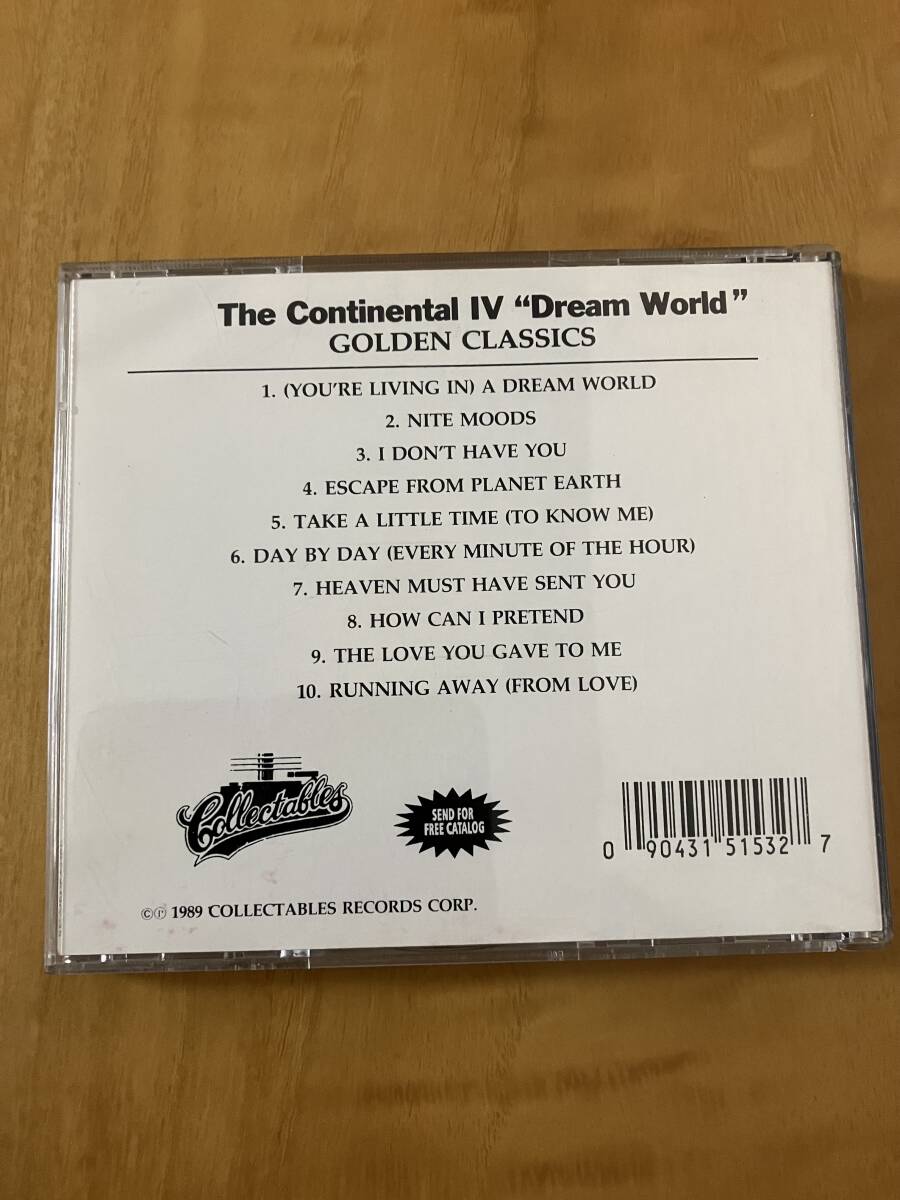 The Continental IV “Dream World”
GOLDEN CLASSICS
1. (YOU'RE LIVING IN) A DREAM WORLD
2. NITE MOODS
3. I DON'T HAVE YOU
4. ESCAPE FROM PLANET EARTH
5. TAKE A LITTLE TIME (TO KNOW ME)
6. DAY BY DAY (EVERY MINUTE OF THE HOUR)
7. HEAVEN MUST HAVE SENT YOU
8. HOW CAN I PRETEND
9. THE LOVE YOU GAVE TO ME
10. RUNNING AWAY (FROM LOVE)
Collectables
SEND FOR
FREE CATALOG
0 90431 51532 7
©℗ 1989 COLLECTABLES RECORDS CORP.